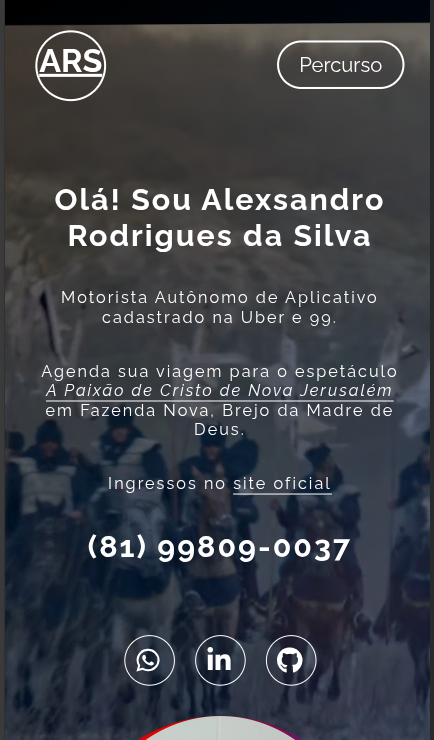 ARS
Percurso
Olá! Sou Alexsandro
Rodrigues da Silva
Motorista Autônomo de Aplicativo
cadastrado na Uber e 99.
Agenda sua viagem para o espetáculo
A Paixão de Cristo de Nova Jerusalém
em Fazenda Nova, Brejo da Madre de
Deus.
Ingressos no site oficial
(81) 99809-0037
in